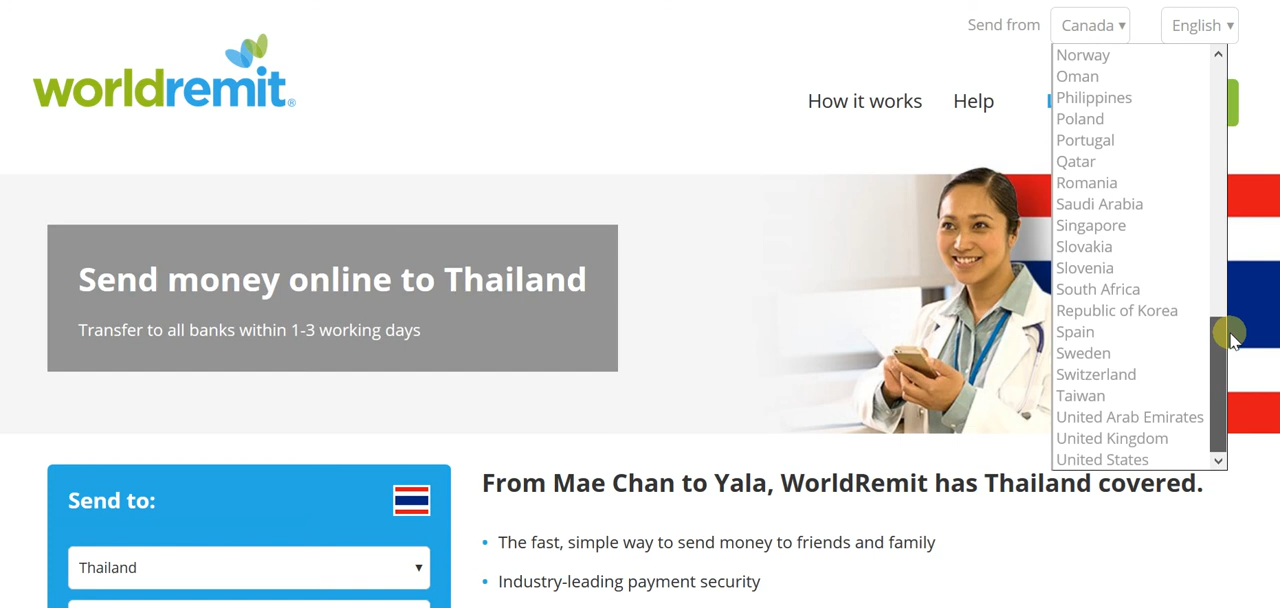 Send from
Canada ▾
English ▾
worldremit®
How it works
Help
Norway
Oman
Philippines
Poland
Portugal
Qatar
Romania
Saudi Arabia
Singapore
Slovakia
Slovenia
South Africa
Republic of Korea
Spain
Sweden
Switzerland
Taiwan
United Arab Emirates
United Kingdom
United States
Send money online to Thailand
Transfer to all banks within 1-3 working days
Send to:
Thailand
From Mae Chan to Yala, WorldRemit has Thailand covered.
• The fast, simple way to send money to friends and family
• Industry-leading payment security